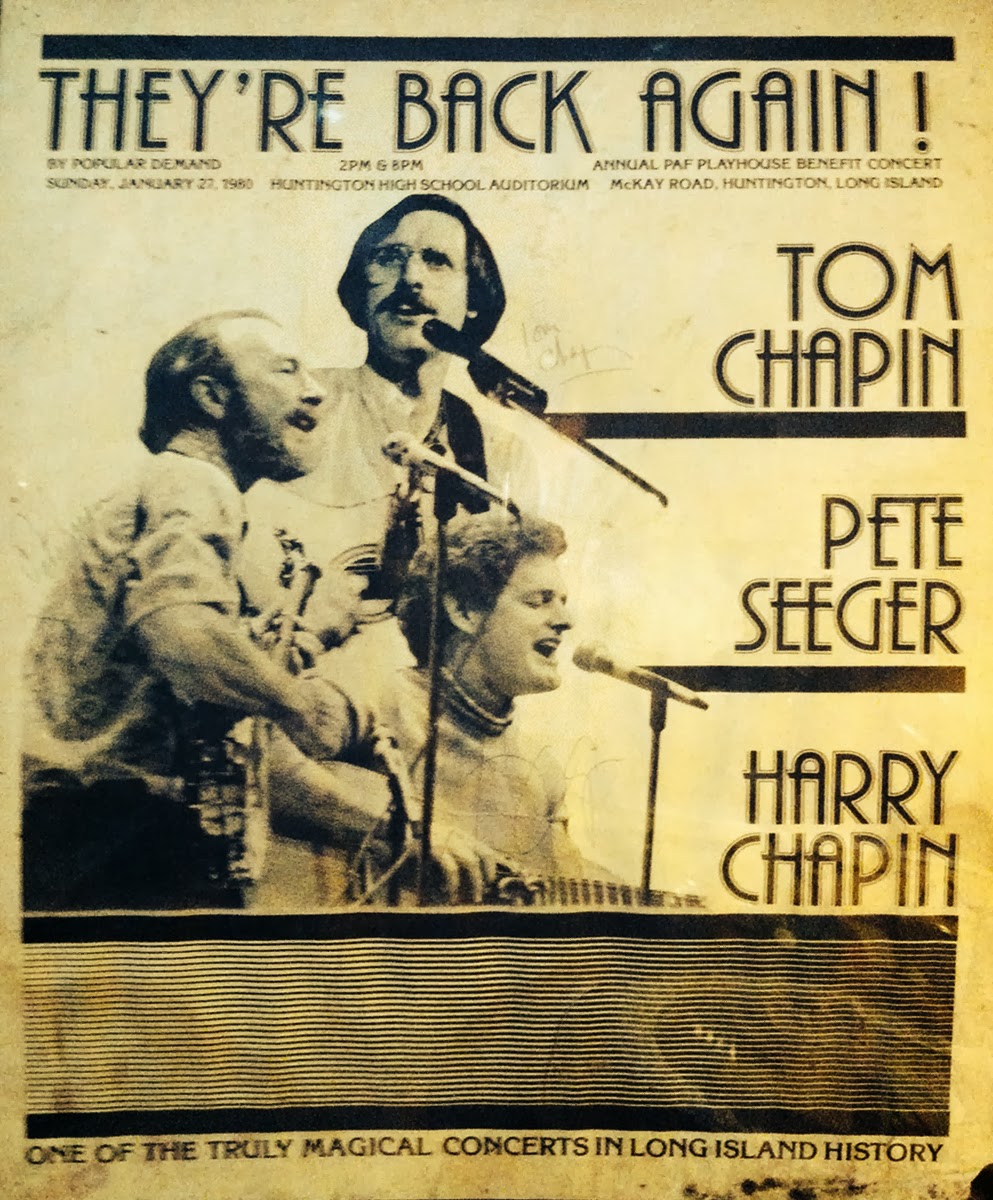 THEY'RE BACK AGAIN!
BY POPULAR DEMAND 2PM & 8PM ANNUAL PAF PLAYHOUSE BENEFIT CONCERT
SUNDAY, JANUARY 27, 1980 HUNTINGTON HIGH SCHOOL AUDITORIUM McKAY ROAD, HUNTINGTON, LONG ISLAND
TOM
CHAPIN
PETE
SEEGER
HARRY
CHAPIN
ONE OF THE TRULY MAGICAL CONCERTS IN LONG ISLAND HISTORY